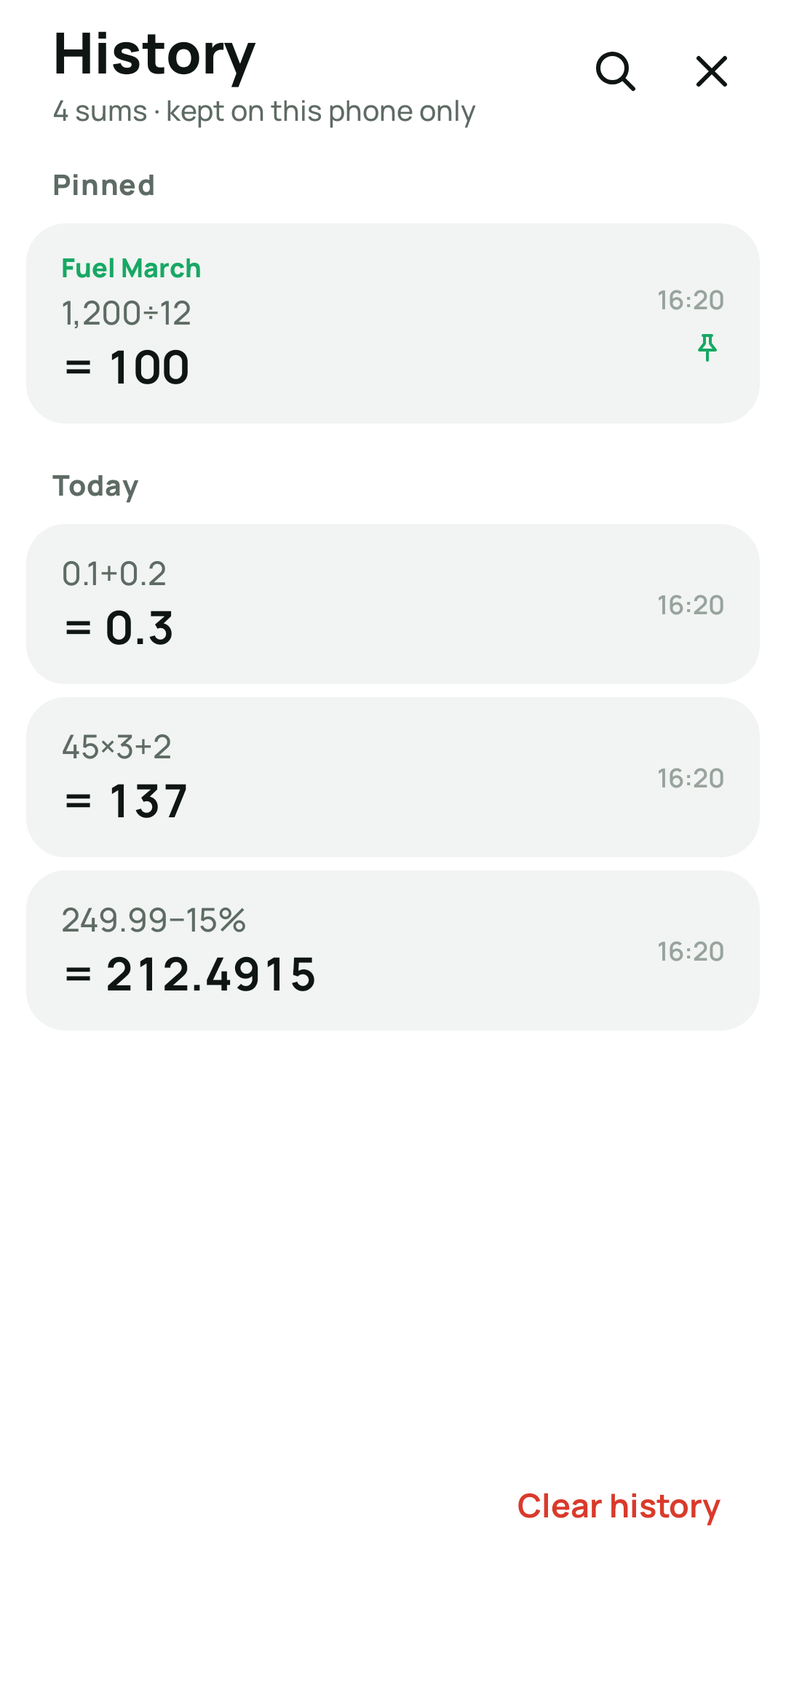 History
4 sums · kept on this phone only
Pinned
Fuel March
1,200÷12
= 100
16:20
Today
0.1+0.2
= 0.3
16:20
45×3+2
= 137
16:20
249.99−15%
= 212.4915
16:20
Clear history